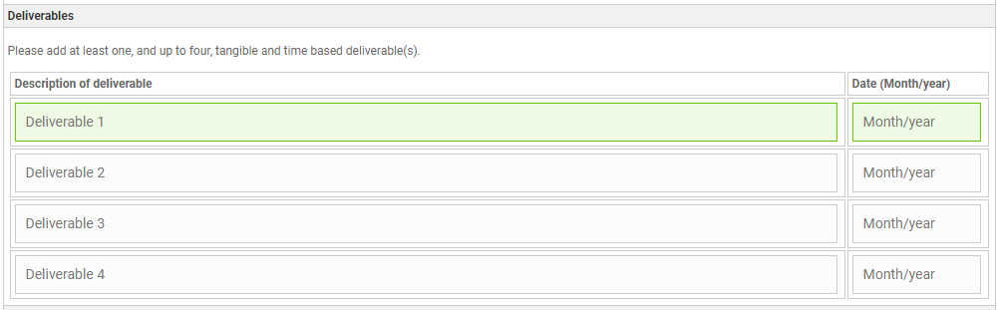 Deliverables
Please add at least one, and up to four, tangible and time based deliverable(s).
Description of deliverable Date (Month/year)
Deliverable 1 Month/year
Deliverable 2 Month/year
Deliverable 3 Month/year
Deliverable 4 Month/year